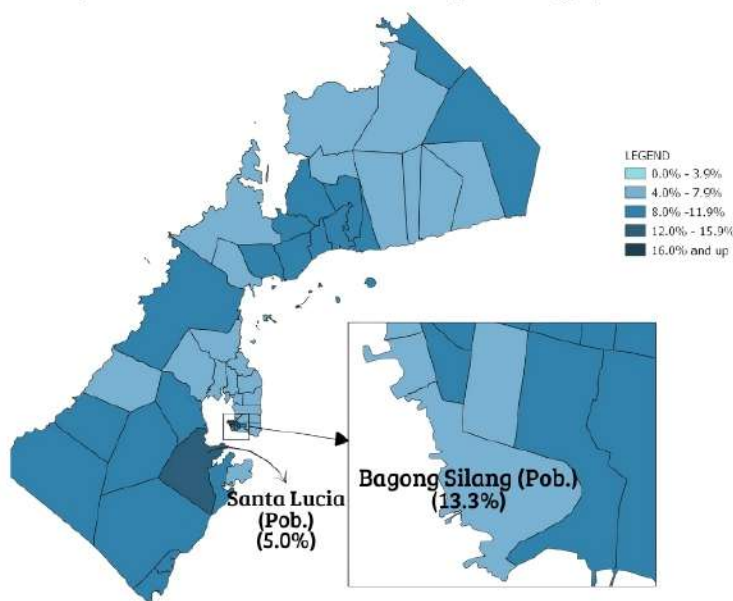 LEGEND
0.0% - 3.9%
4.0% - 7.9%
8.0% -11.9%
12.0% - 15.9%
16.0% and up
Bagong Silang (Pob.)
(13.3%)
Santa Lucia
(Pob.)
(5.0%)